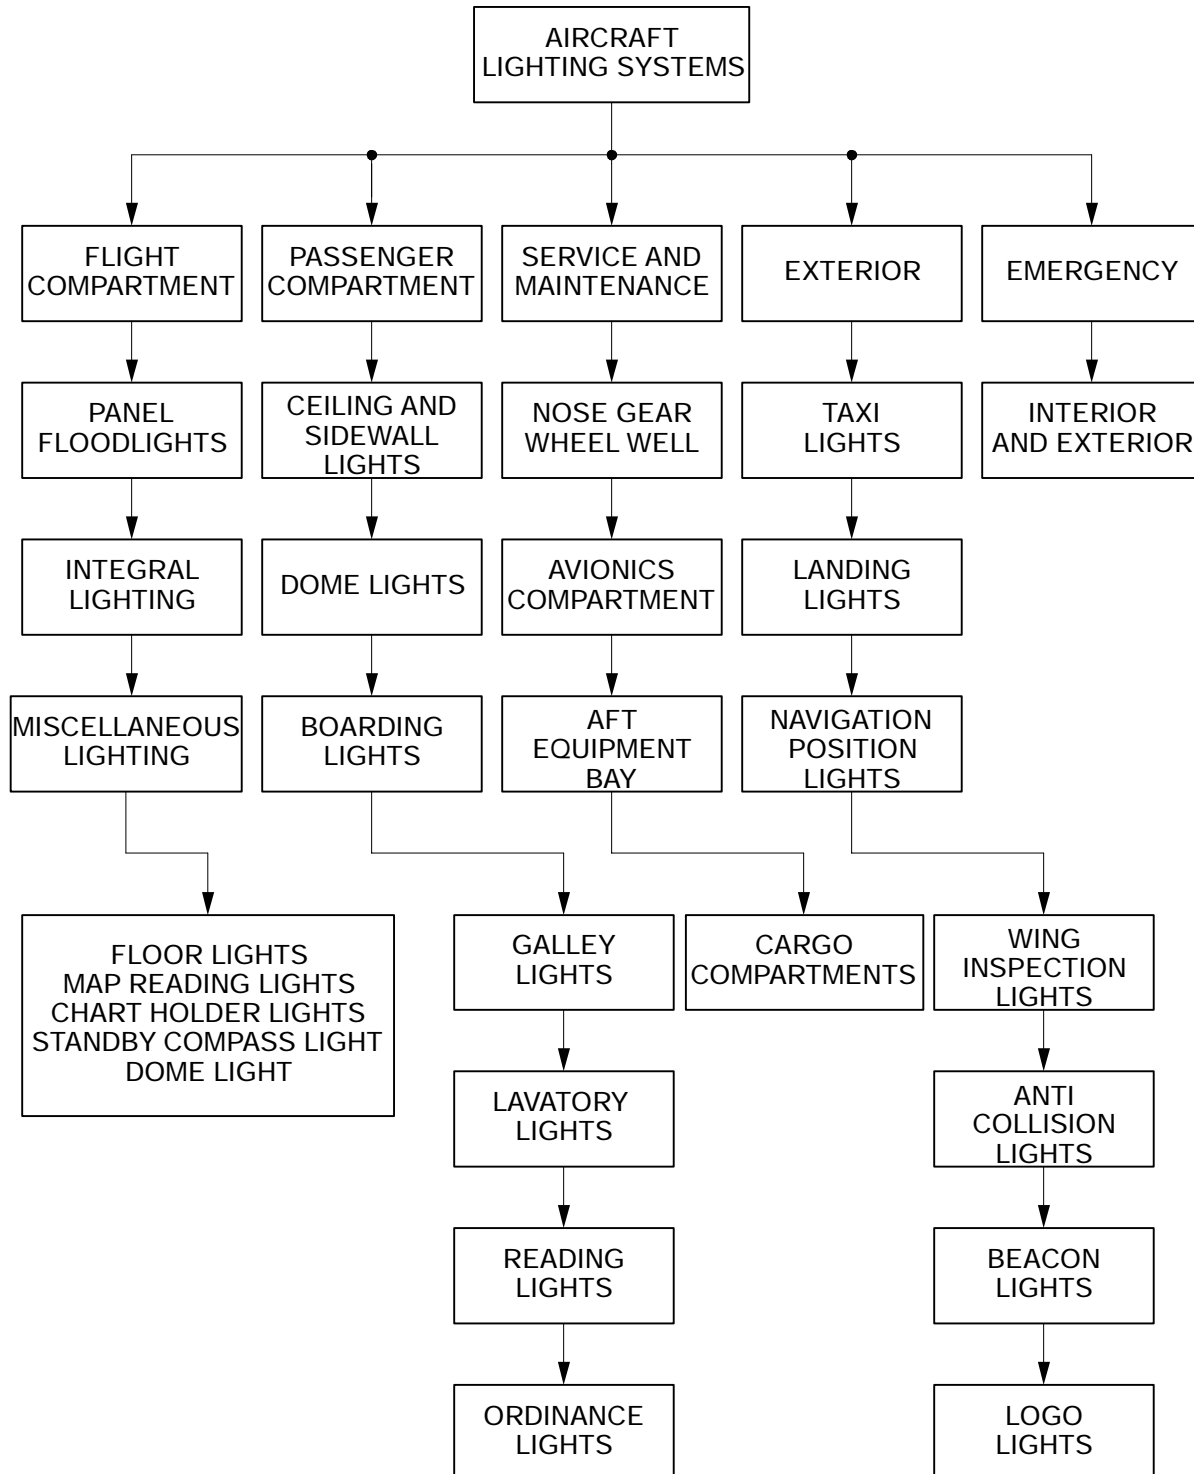 AIRCRAFT
LIGHTING SYSTEMS
FLIGHT
COMPARTMENT
PASSENGER
COMPARTMENT
SERVICE AND
MAINTENANCE
EXTERIOR
EMERGENCY
PANEL
FLOODLIGHTS
CEILING AND
SIDEWALL
LIGHTS
NOSE GEAR
WHEEL WELL
TAXI
LIGHTS
INTERIOR
AND EXTERIOR
INTEGRAL
LIGHTING
DOME LIGHTS
AVIONICS
COMPARTMENT
LANDING
LIGHTS
MISCELLANEOUS
LIGHTING
BOARDING
LIGHTS
AFT
EQUIPMENT
BAY
NAVIGATION
POSITION
LIGHTS
FLOOR LIGHTS
MAP READING LIGHTS
CHART HOLDER LIGHTS
STANDBY COMPASS LIGHT
DOME LIGHT
GALLEY
LIGHTS
CARGO
COMPARTMENTS
WING
INSPECTION
LIGHTS
LAVATORY
LIGHTS
ANTI
COLLISION
LIGHTS
READING
LIGHTS
BEACON
LIGHTS
ORDINANCE
LIGHTS
LOGO
LIGHTS